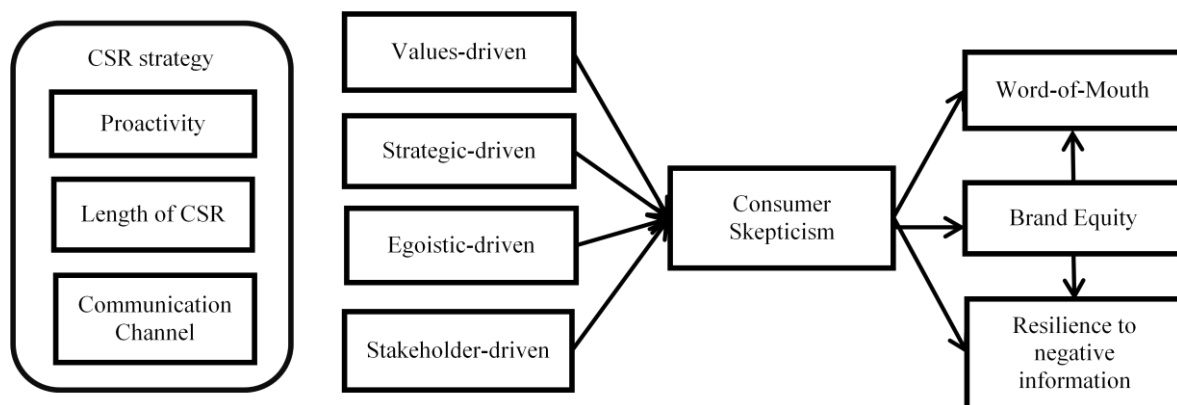 CSR strategy
Proactivity
Length of CSR
Communication
Channel
Values-driven
Strategic-driven
Egoistic-driven
Stakeholder-driven
Consumer
Skepticism
Word-of-Mouth
Brand Equity
Resilience to
negative
information